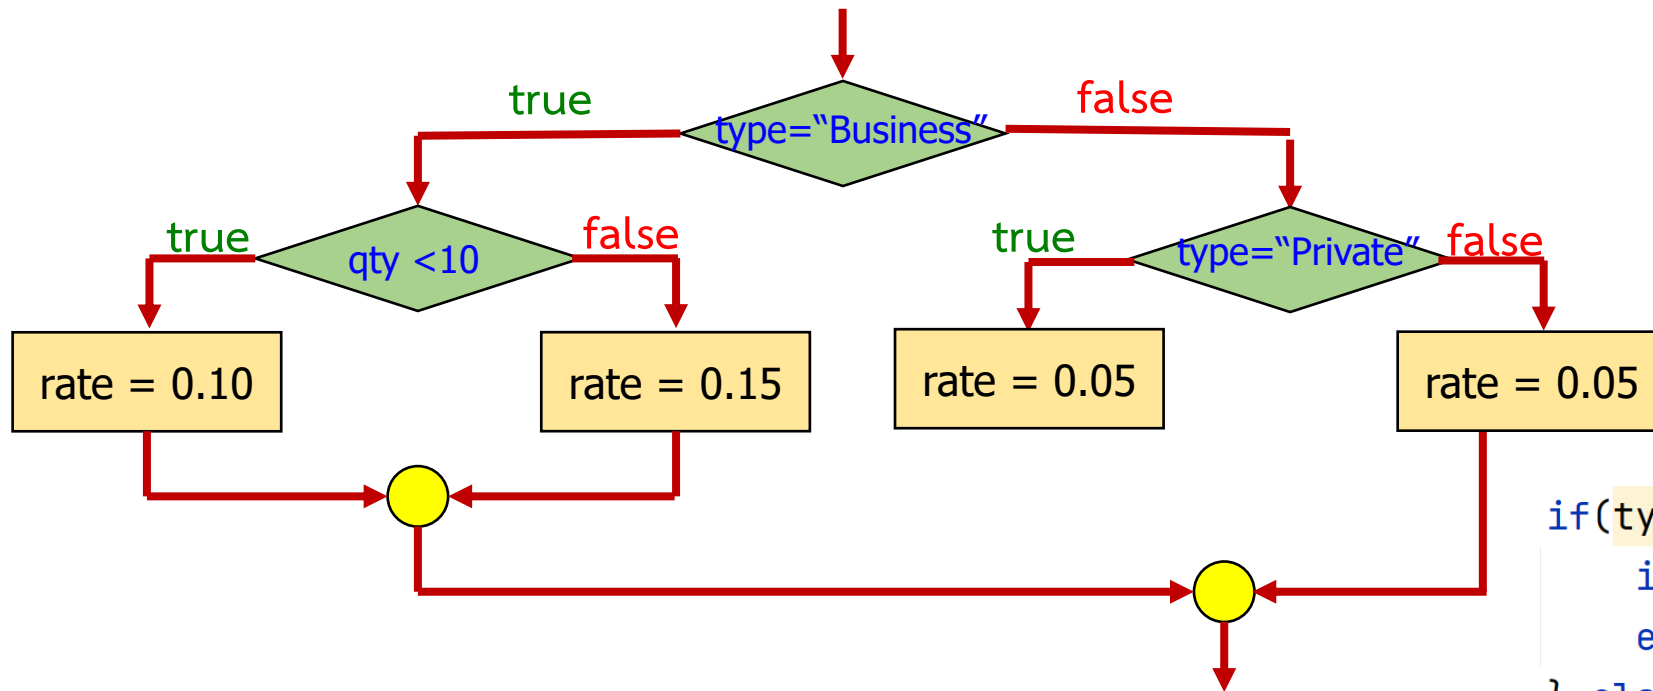 true
false
type=“Business”
true
qty <10
false
true
type=“Private”
false
rate = 0.10
rate = 0.15
rate = 0.05
rate = 0.05
if(ty
i
e
}